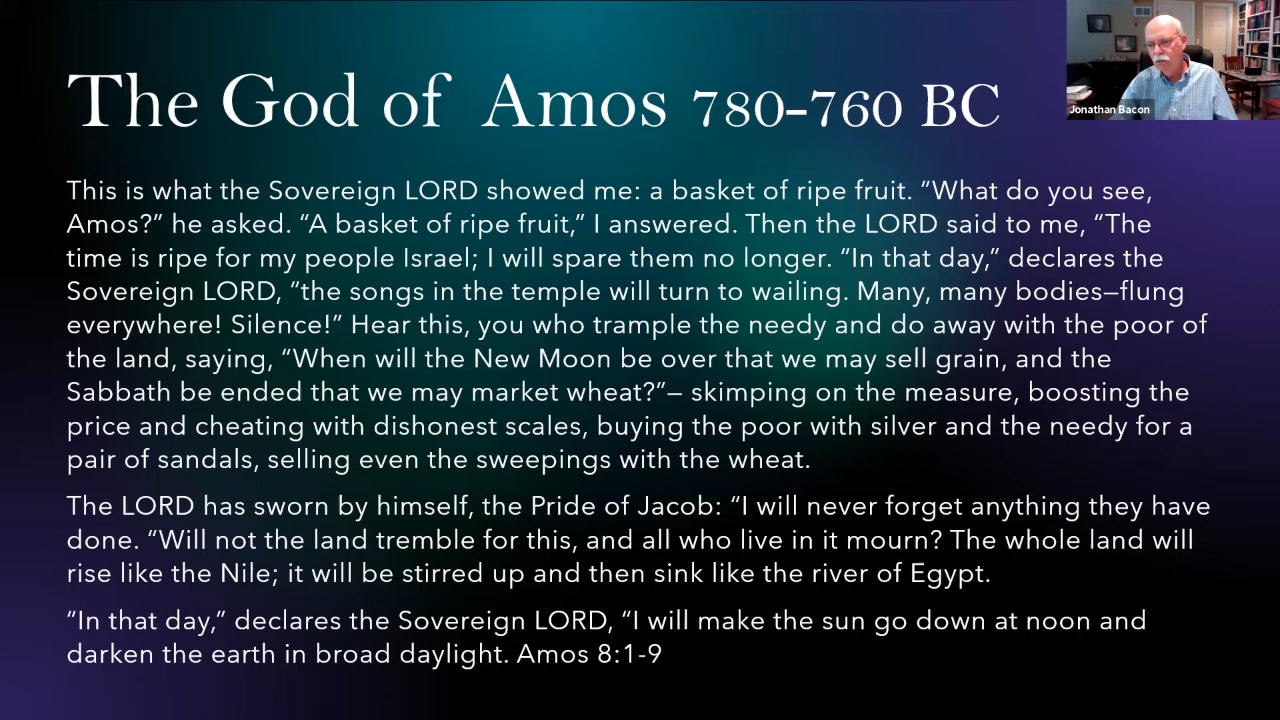 The God of Amos 780–760 BC
Jonathan Bacon
This is what the Sovereign LORD showed me: a basket of ripe fruit. “What do you see,
Amos?” he asked. “A basket of ripe fruit,” I answered. Then the LORD said to me, “The
time is ripe for my people Israel; I will spare them no longer. “In that day,” declares the
Sovereign LORD, “the songs in the temple will turn to wailing. Many, many bodies—flung
everywhere! Silence!” Hear this, you who trample the needy and do away with the poor of
the land, saying, “When will the New Moon be over that we may sell grain, and the
Sabbath be ended that we may market wheat?”— skimping on the measure, boosting the
price and cheating with dishonest scales, buying the poor with silver and the needy for a
pair of sandals, selling even the sweepings with the wheat.
The LORD has sworn by himself, the Pride of Jacob: “I will never forget anything they have
done. “Will not the land tremble for this, and all who live in it mourn? The whole land will
rise like the Nile; it will be stirred up and then sink like the river of Egypt.
“In that day,” declares the Sovereign LORD, “I will make the sun go down at noon and
darken the earth in broad daylight. Amos 8:1-9